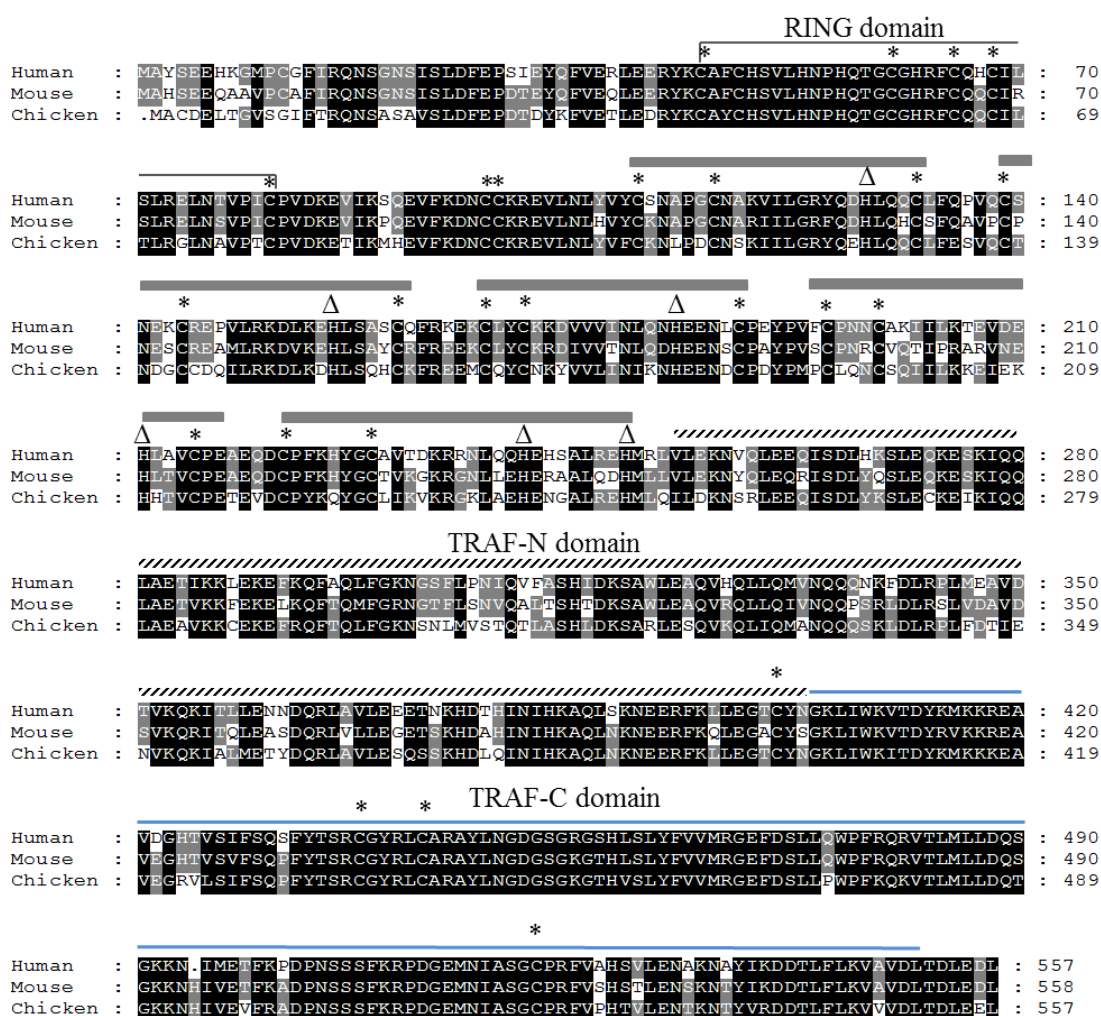 RING domain
* * * *
Human : MAYSEEHKGMPCGFIRQNSGNSISLDFEPSIEYQFVERLEERYKCAFCHSVLHNPHQTGCGHRFCQHCIL : 70
Mouse : MAHSEEQAAVPCAFIRQNSGNSISLDFEPDTEYQFVEQLEERYKCAFCHSVLHNPHQTGCGHRFCQQCIR : 70
Chicken : .MACDELTGVSGIFTRQNSASAVSLDFEPDTDYKFVETLEDRYKCAYCHSVLHNPHQTGCGHRFCQQCIL : 69
* ** * * Δ * *
Human : SLRELNTVPICPVDKEVIKSQEVFKDNCCKREVLNLYVYCSNAPGCNAKVILGRYQDHLQQCLFQPVQCS : 140
Mouse : SLRELNSVPICPVDKEVIKPQEVFKDNCCKREVLNLHVYCKNAPGCNARIILGRFQDHLQHCSFQAVPCP : 140
Chicken : TLRGLNAVPTCPVDKETIKMHEVFKDNCCKREVLNLYVFCKNLPDCNSKIILGRYQEHLQQCLFESVQCT : 139
* Δ * * * Δ * * *
Human : NEKCREPVLRKDLKEHLSASCQFRKEKCLYCKKDVVVINLQNHEENLCPEYPVFCPNNCAKIILKTEVDE : 210
Mouse : NESCREAMLRKDVKEHLSAYCRFREEKCLYCKRDIVVTNLQDHEENSCPAYPVSCPNRCVQTIPRARVNE : 210
Chicken : NDGCCDQILRKDLKDHLSQHCKFREEMCQYCNKYVVLINIKNHEENDCPDYPMPCLQNCSQIILKKEIEK : 209
Δ * * * Δ Δ
Human : HLAVCPEAEQDCPFKHYGCAVTDKRRNLQQHEHSALREHMRLVLEKNVQLEEQISDLHKSLEQKESKIQQ : 280
Mouse : HLTVCPEAEQDCPFKHYGCTVKGKRGNLLEHERAALQDHMLLVLEKNYQLEQRISDLYQSLEQKESKIQQ : 280
Chicken : HHTVCPETEVDCPYKQYGCLIKVKRGKLAEHENGALREHMLQILDKNSRLEEQISDLYKSLECKEIKIQQ : 279
TRAF-N domain
Human : LAETIKKLEKEFKQFAQLFGKNGSFLPNIQVFASHIDKSAWLEAQVHQLLQMVNQQQNKFDLRPLMEAVD : 350
Mouse : LAETVKKFEKELKQFTQMFGRNGTFLSNVQALTSHTDKSAWLEAQVRQLLQIVNQQPSRLDLRSLVDAVD : 350
Chicken : LAEAVKKCEKEFRQFTQLFGKNSNLMVSTQTLASHLDKSARLESQVKQLIQMANQQQSKLDLRPLFDTIE : 349
*
Human : TVKQKITLLENNDQRLAVLEEETNKHDTHINIHKAQLSKNEERFKLLEGTCYNGKLIWKVTDYKMKKREA : 420
Mouse : SVKQRITQLEASDQRLVLLEGETSKHDAHINIHKAQLNKNEERFKQLEGACYSGKLIWKVTDYRVKKREA : 420
Chicken : NVKQKIALMETYDQRLAVLESQSSKHDLQINIHKAQLNKNEERFKLLEGTCYNGKLIWKITDYKMKKKEA : 419
* *
TRAF-C domain
Human : VDGHTVSIFSQSFYTSRCGYRLCARAYLNGDGSGRGSHLSLYFVVMRGEFDSLLQWPFRQRVTLMLLDQS : 490
Mouse : VEGHTVSVFSQPFYTSRCGYRLCARAYLNGDGSGKGTHLSLYFVVMRGEFDSLLQWPFRQRVTLMLLDQS : 490
Chicken : VEGRVLSIFSQPFYTSRCGYRLCARAYLNGDGSGKGTHVSLYFVVMRGEFDSLLPWPFKQKVTLMLLDQT : 489
*
Human : GKKN.IMETFKPDPNSSSFKRPDGEMNIASGCPRFVAHSVLENAKNAYIKDDTLFLKVAVDLTDLEDL : 557
Mouse : GKKNHIVETFKADPNSSSFKRPDGEMNIASGCPRFVSHSTLENSKNTYIKDDTLFLKVAVDLTDLEDL : 558
Chicken : GKKNHIVEVFRADPNSSSFKRPDGEMNIASGCPRFVPHTVLENTKNTYVRDDTLFLKVVVDLTDLEEL : 557